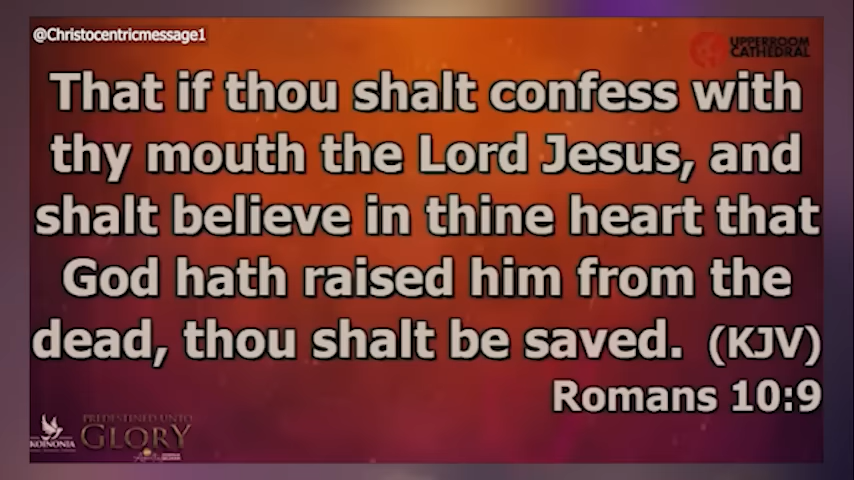 @Christocentricmessage1
UPPERROOM
CATHEDRAL
That if thou shalt confess with
thy mouth the Lord Jesus, and
shalt believe in thine heart that
God hath raised him from the
dead, thou shalt be saved. (KJV)
Romans 10:9
KOINONIA
PREDESTINED UNTO
GLORY